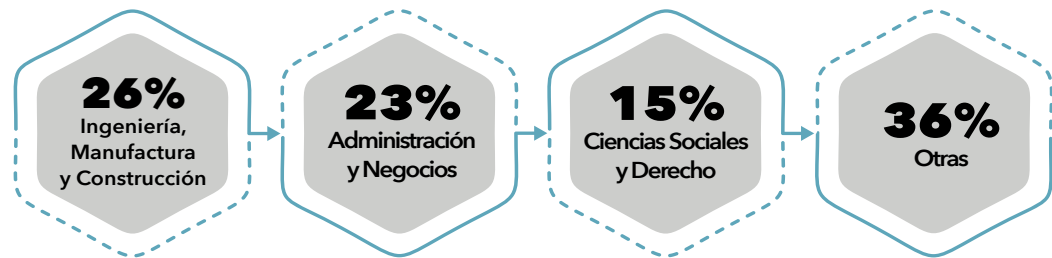 26%
Ingeniería,
Manufactura
y Construcción
23%
Administración
y Negocios
15%
Ciencias Sociales
y Derecho
36%
Otras